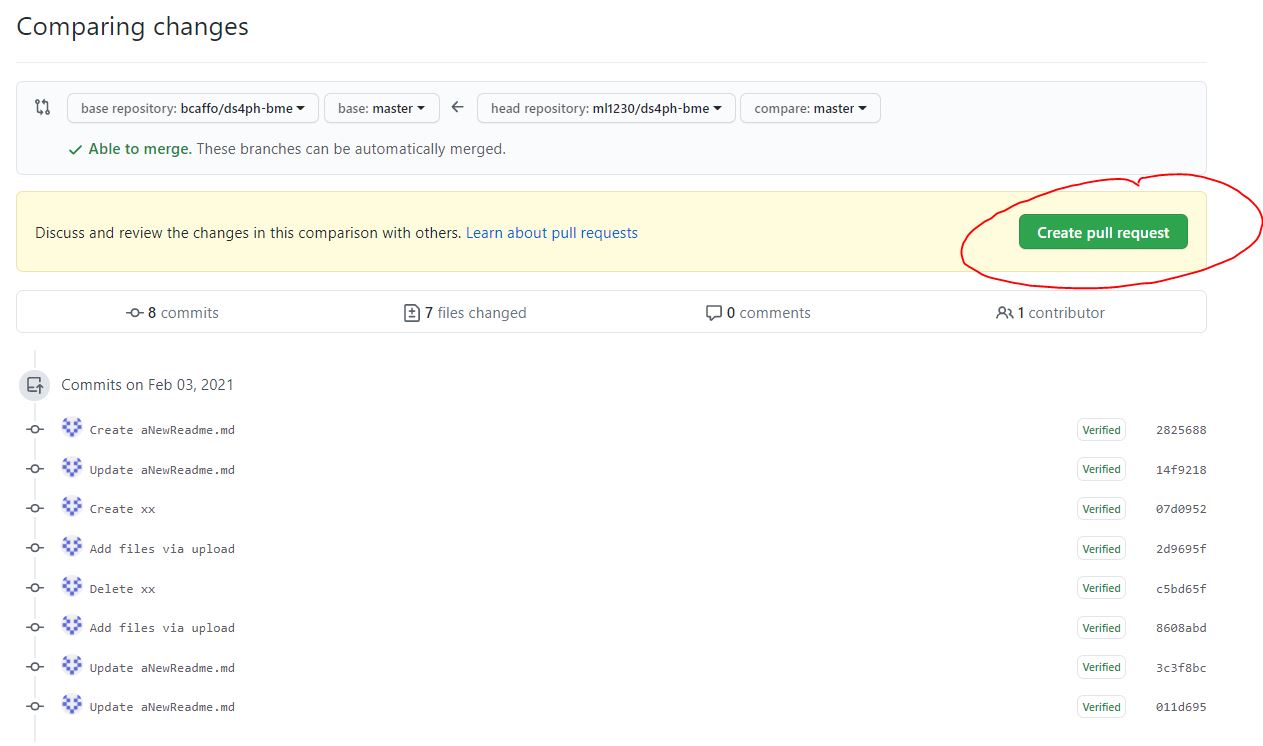 Comparing changes
base repository: bcaffo/ds4ph-bme base: master head repository: ml1230/ds4ph-bme compare: master
Able to merge. These branches can be automatically merged.
Discuss and review the changes in this comparison with others. Learn about pull requests Create pull request
8 commits 7 files changed 0 comments 1 contributor
Commits on Feb 03, 2021
Create aNewReadme.md Verified 2825688
Update aNewReadme.md Verified 14f9218
Create xx Verified 07d0952
Add files via upload Verified 2d9695f
Delete xx Verified c5bd65f
Add files via upload Verified 8608abd
Update aNewReadme.md Verified 3c3f8bc
Update aNewReadme.md Verified 011d695